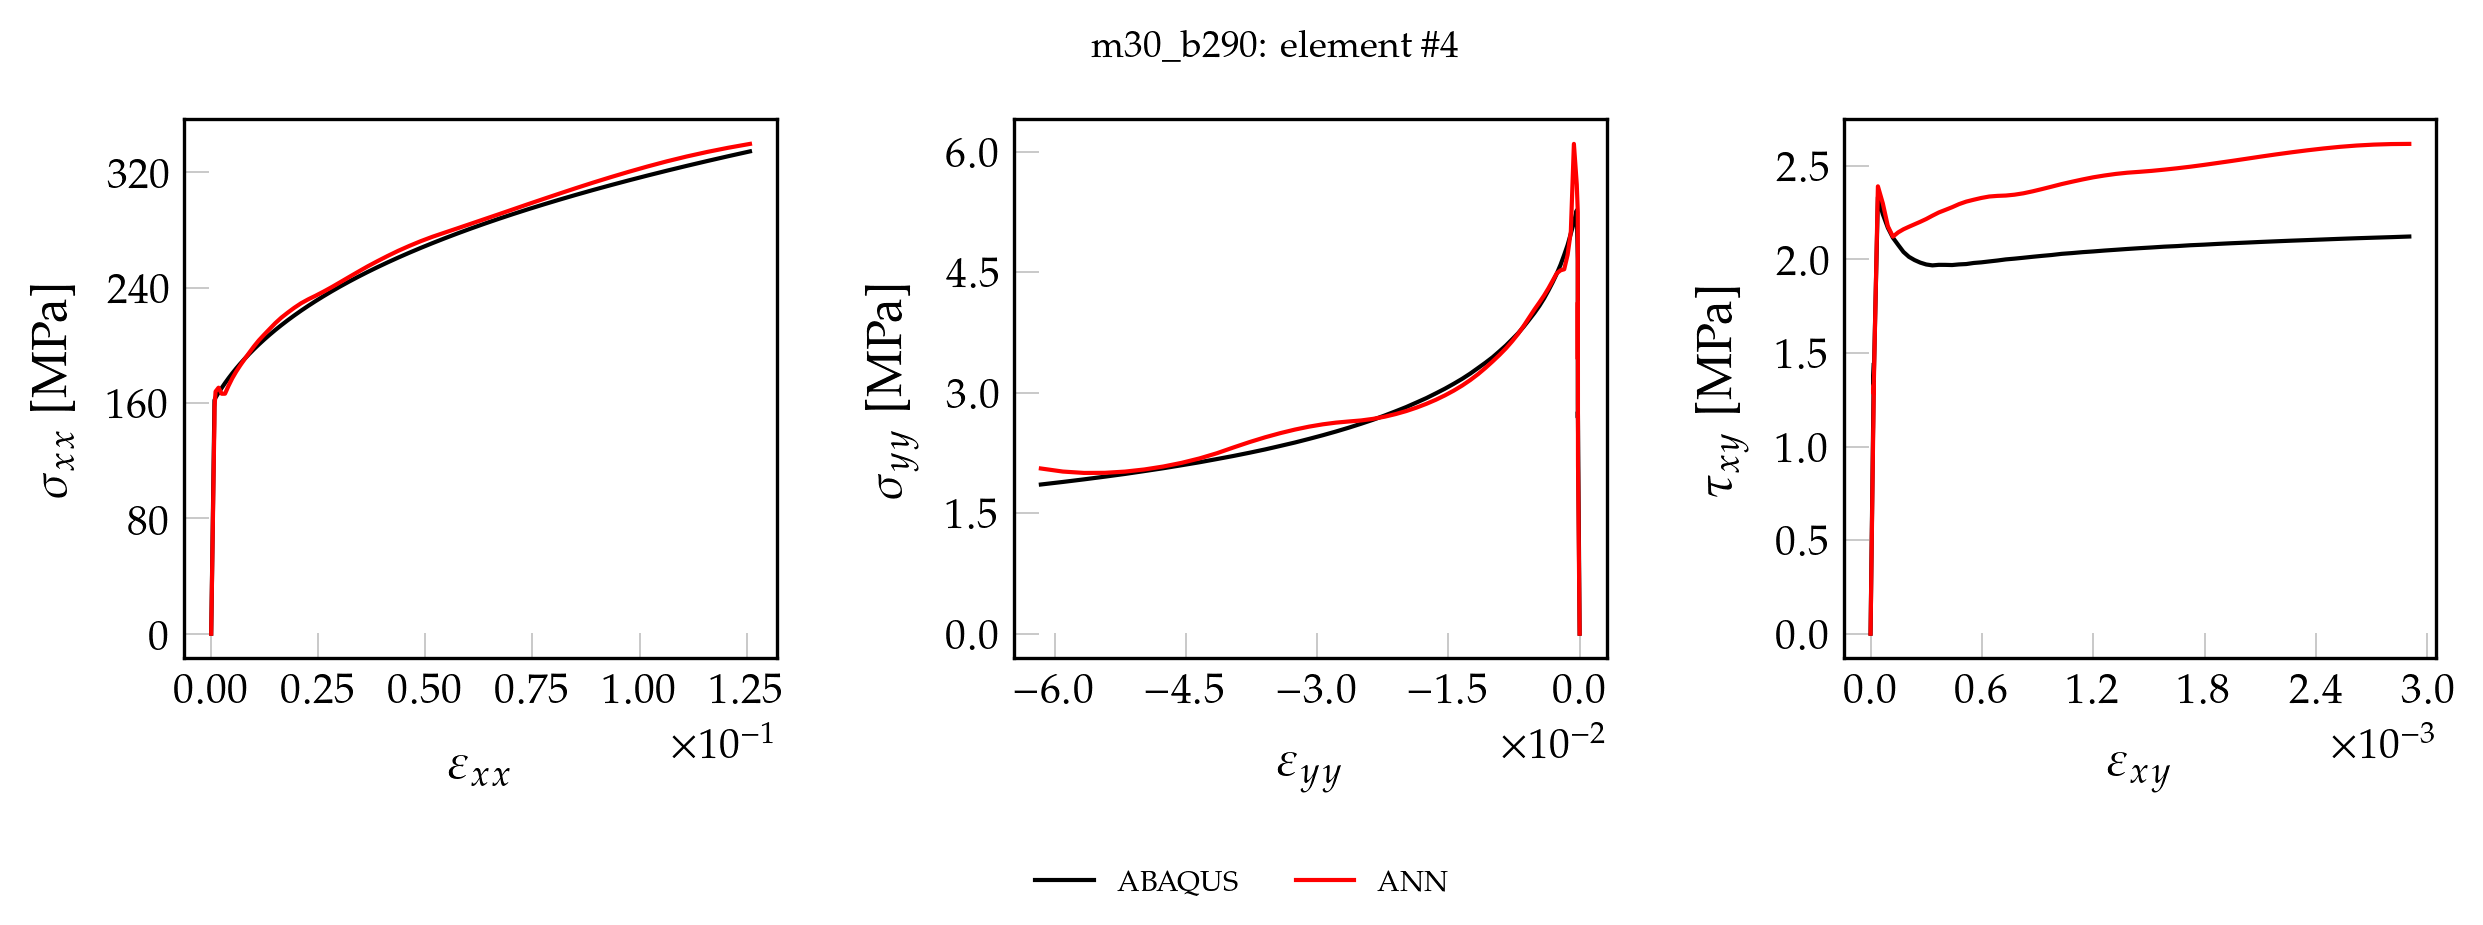 m30_b290: element #4
σxx [MPa]
320
240
160
80
0
0.00 0.25 0.50 0.75 1.00 1.25
×10−1
εxx
σyy [MPa]
6.0
4.5
3.0
1.5
0.0
−6.0 −4.5 −3.0 −1.5 0.0
×10−2
εyy
τxy [MPa]
2.5
2.0
1.5
1.0
0.5
0.0
0.0 0.6 1.2 1.8 2.4 3.0
×10−3
εxy
ABAQUS ANN